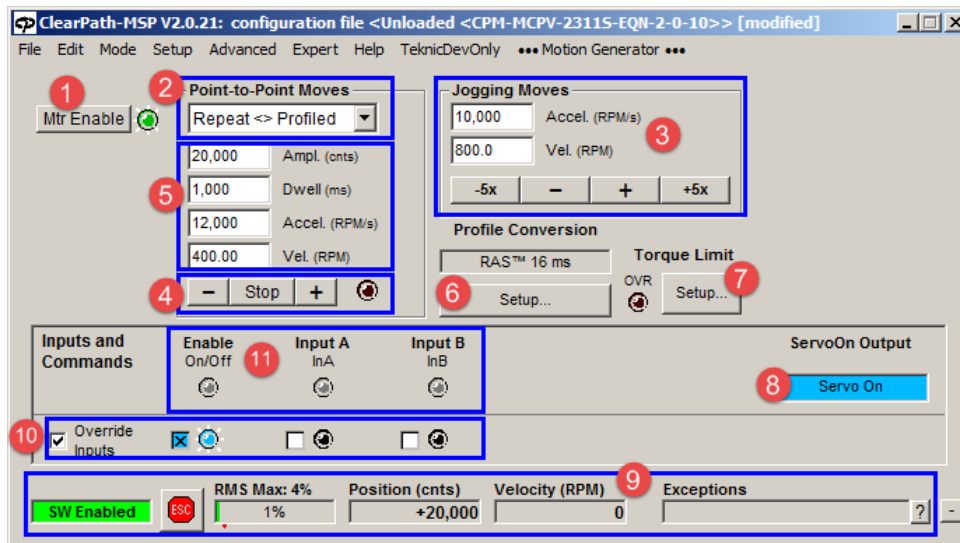 ClearPath-MSP V2.0.21: configuration file <Unloaded <CPM-MCPV-2311S-EQN-2-0-10>> [modified]
File Edit Mode Setup Advanced Expert Help TeknicDevOnly ••• Motion Generator •••
1
Mtr Enable
2
Point-to-Point Moves
Repeat <> Profiled
5
20,000 Ampl. (cnts)
1,000 Dwell (ms)
12,000 Accel. (RPM/s)
400.00 Vel. (RPM)
4
- Stop +
Jogging Moves
10,000 Accel. (RPM/s)
800.0 Vel. (RPM)
3
-5x - + +5x
Profile Conversion
RAS™ 16 ms
6
Setup...
Torque Limit
OVR
Setup...
7
Inputs and
Commands
Enable
On/Off
11
Input A
InA
Input B
InB
ServoOn Output
8
Servo On
10
Override
Inputs
9
SW Enabled
ESC
RMS Max: 4%
1%
Position (cnts)
+20,000
Velocity (RPM)
0
Exceptions
?
-